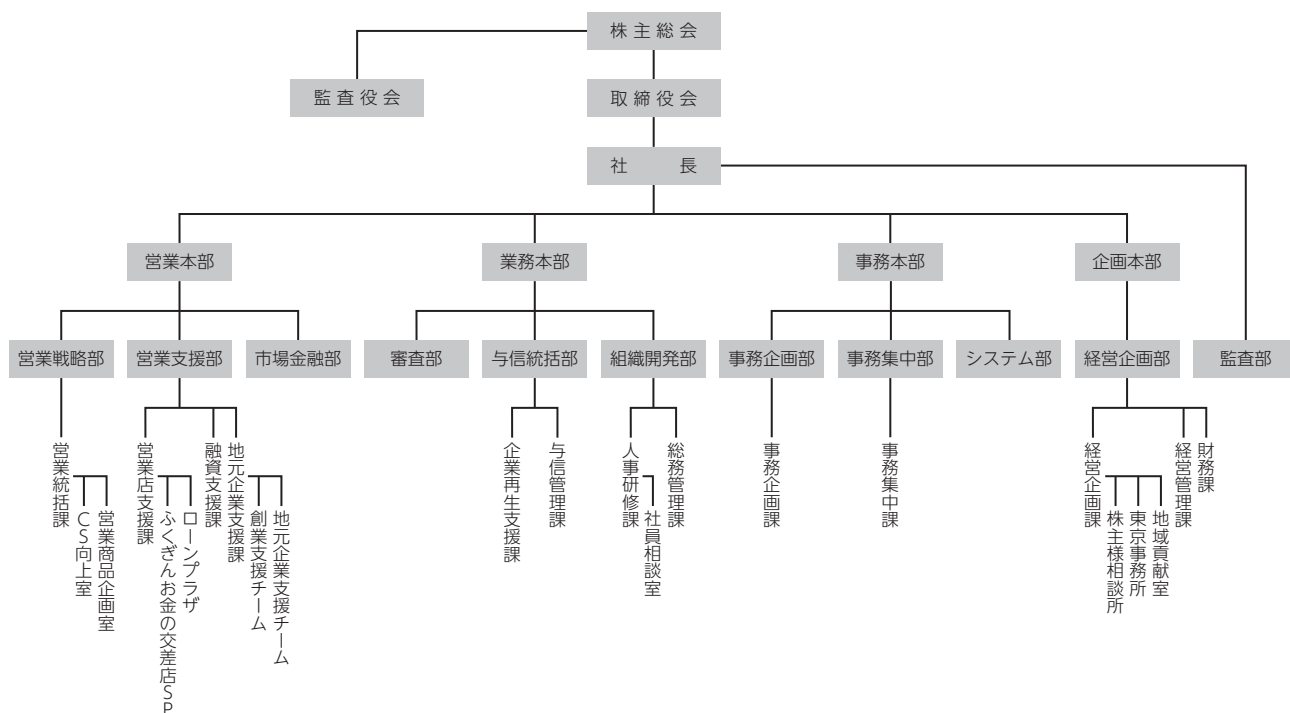 株主総会
監査役会
取締役会
社長
営業本部
業務本部
事務本部
企画本部
営業戦略部
営業支援部
市場金融部
審査部
与信統括部
組織開発部
事務企画部
事務集中部
システム部
経営企画部
監査部
営業統括課
CS向上室
営業商品企画室
営業店支援課
ふくぎんお金の交差店SP
ローンプラザ
融資支援課
地元企業支援課
創業支援チーム
地元企業支援チーム
企業再生支援課
与信管理課
人事研修課
社員相談室
総務管理課
事務企画課
事務集中課
経営企画課
株主様相談所
東京事務所
地域貢献室
経営管理課
財務課